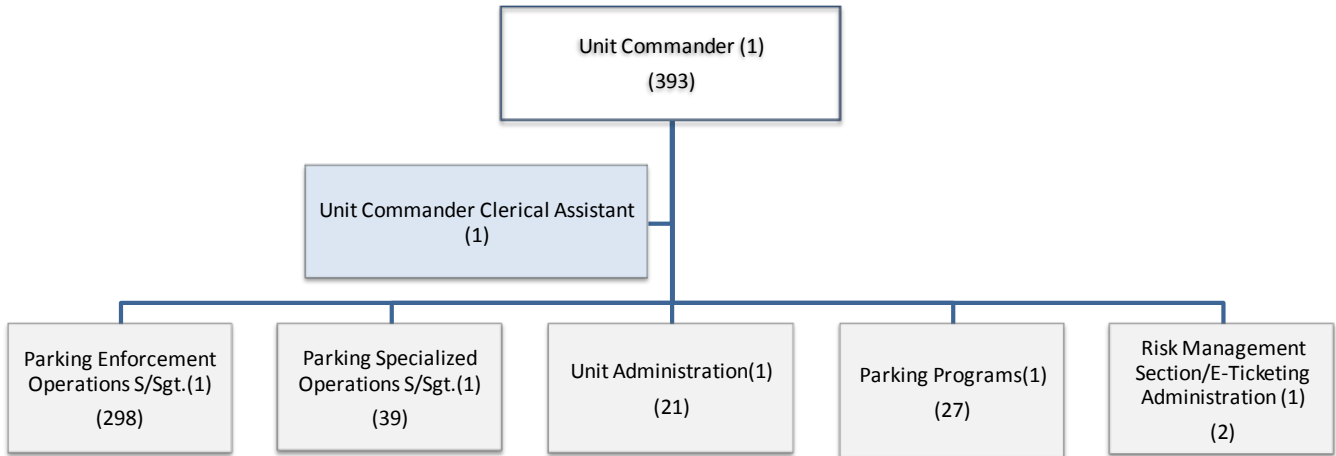 Unit Commander (1)
(393)
Unit Commander Clerical Assistant
(1)
Parking Enforcement
Operations S/Sgt.(1)
(298)
Parking Specialized
Operations S/Sgt.(1)
(39)
Unit Administration(1)
(21)
Parking Programs(1)
(27)
Risk Management
Section/E-Ticketing
Administration (1)
(2)